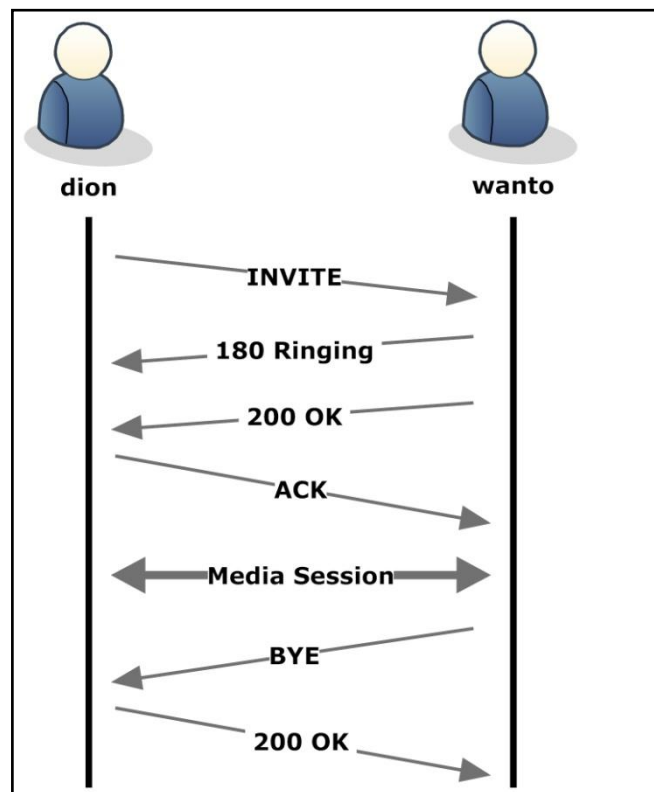 dion
wanto
INVITE
180 Ringing
200 OK
ACK
Media Session
BYE
200 OK